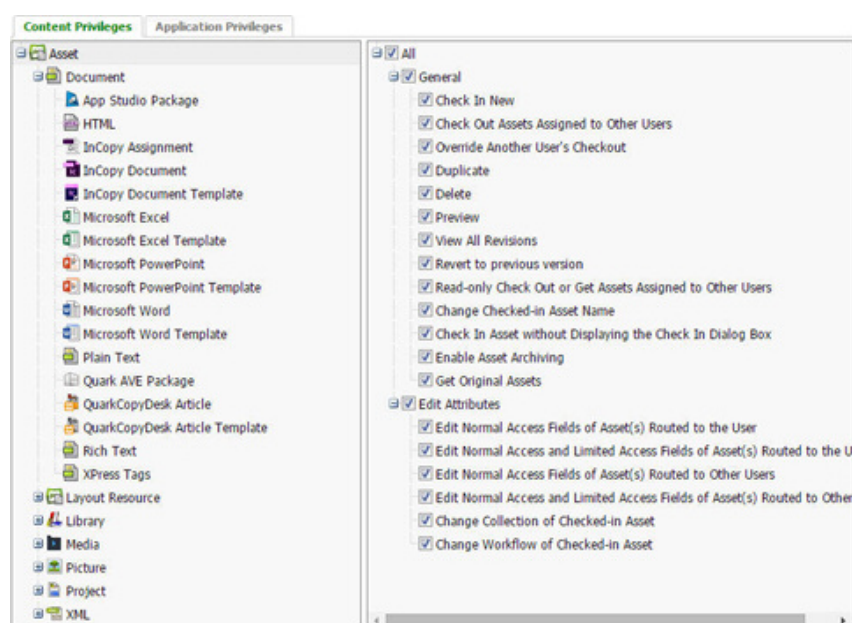 Content Privileges
Application Privileges
Asset
Document
App Studio Package
HTML
InCopy Assignment
InCopy Document
InCopy Document Template
Microsoft Excel
Microsoft Excel Template
Microsoft PowerPoint
Microsoft PowerPoint Template
Microsoft Word
Microsoft Word Template
Plain Text
Quark AVE Package
QuarkCopyDesk Article
QuarkCopyDesk Article Template
Rich Text
XPress Tags
Layout Resource
Library
Media
Picture
Project
XML
All
General
Check In New
Check Out Assets Assigned to Other Users
Override Another User's Checkout
Duplicate
Delete
Preview
View All Revisions
Revert to previous version
Read-only Check Out or Get Assets Assigned to Other Users
Change Checked-in Asset Name
Check In Asset without Displaying the Check In Dialog Box
Enable Asset Archiving
Get Original Assets
Edit Attributes
Edit Normal Access Fields of Asset(s) Routed to the User
Edit Normal Access and Limited Access Fields of Asset(s) Routed to the U
Edit Normal Access Fields of Asset(s) Routed to Other Users
Edit Normal Access and Limited Access Fields of Asset(s) Routed to Other
Change Collection of Checked-in Asset
Change Workflow of Checked-in Asset